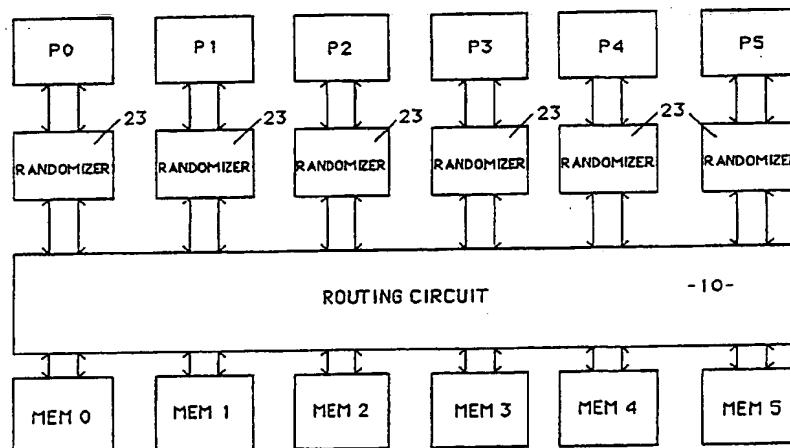 P0 P1 P2 P3 P4 P5
23 23 23 23 23
RANDOMIZER RANDOMIZER RANDOMIZER RANDOMIZER RANDOMIZER RANDOMIZER
ROUTING CIRCUIT -10-
MEM 0 MEM 1 MEM 2 MEM 3 MEM 4 MEM 5